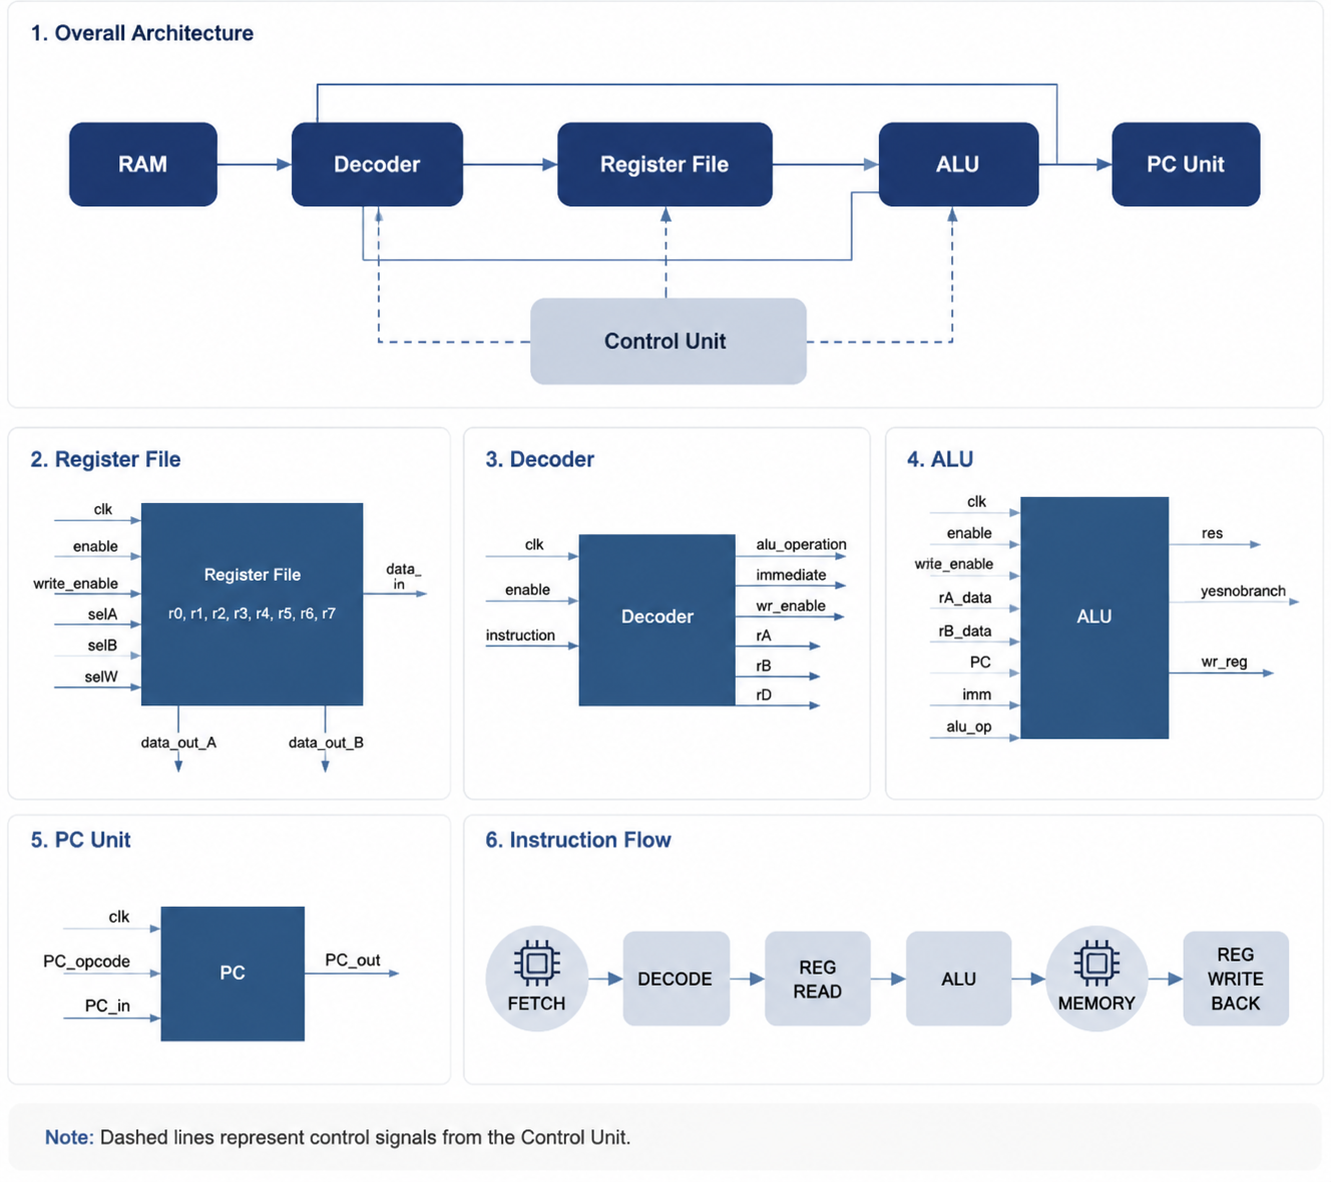 1. Overall Architecture
RAM
Decoder
Register File
ALU
PC Unit
Control Unit
2. Register File
clk
enable
write_enable
selA
selB
selW
Register File
r0, r1, r2, r3, r4, r5, r6, r7
data_
in
data_out_A
data_out_B
3. Decoder
clk
enable
instruction
Decoder
alu_operation
immediate
wr_enable
rA
rB
rD
4. ALU
clk
enable
write_enable
rA_data
rB_data
PC
imm
alu_op
ALU
res
yesnobranch
wr_reg
5. PC Unit
clk
PC_opcode
PC_in
PC
PC_out
6. Instruction Flow
FETCH
DECODE
REG
READ
ALU
MEMORY
REG
WRITE
BACK
Note: Dashed lines represent control signals from the Control Unit.